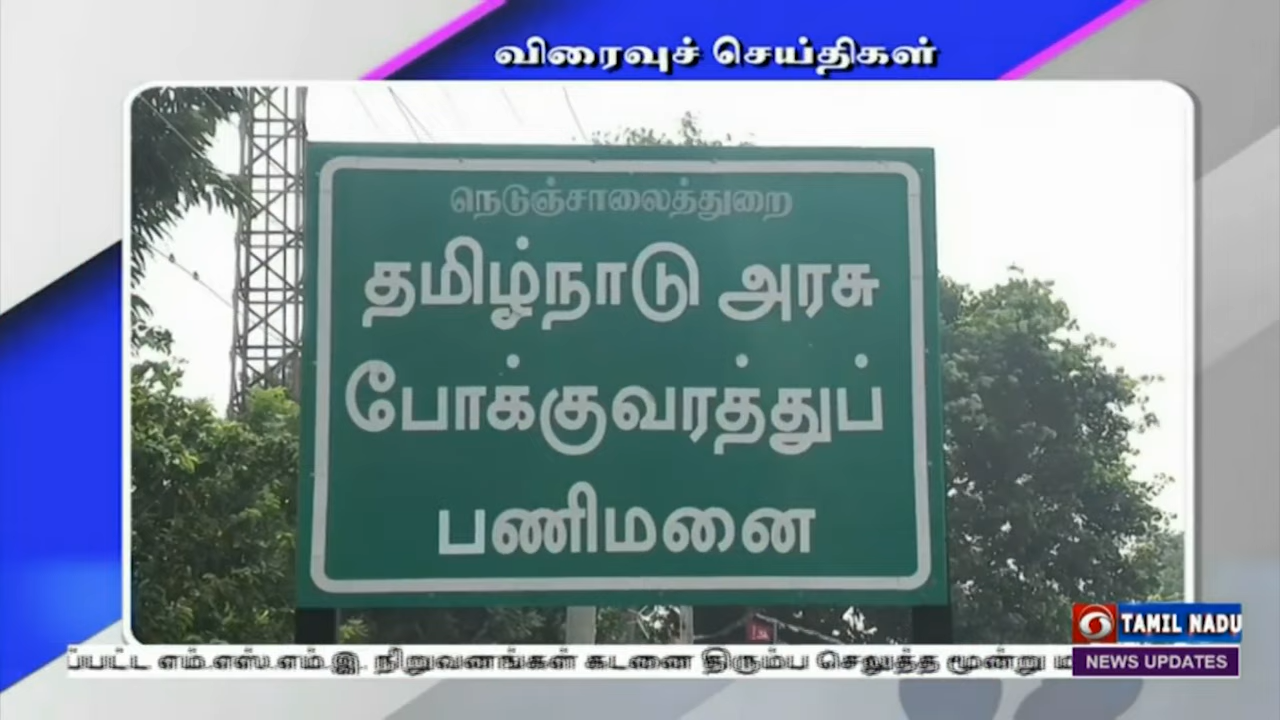 விரைவுச் செய்திகள்
நெடுஞ்சாலைத்துறை
தமிழ்நாடு அரசு
போக்குவரத்துப்
பணிமனை
TAMIL NADU
ப்பட்ட எம்.எஸ்.எம்.இ. நிறுவனங்கள் கடனை திரும்ப செலுத்த மூன்று
NEWS UPDATES